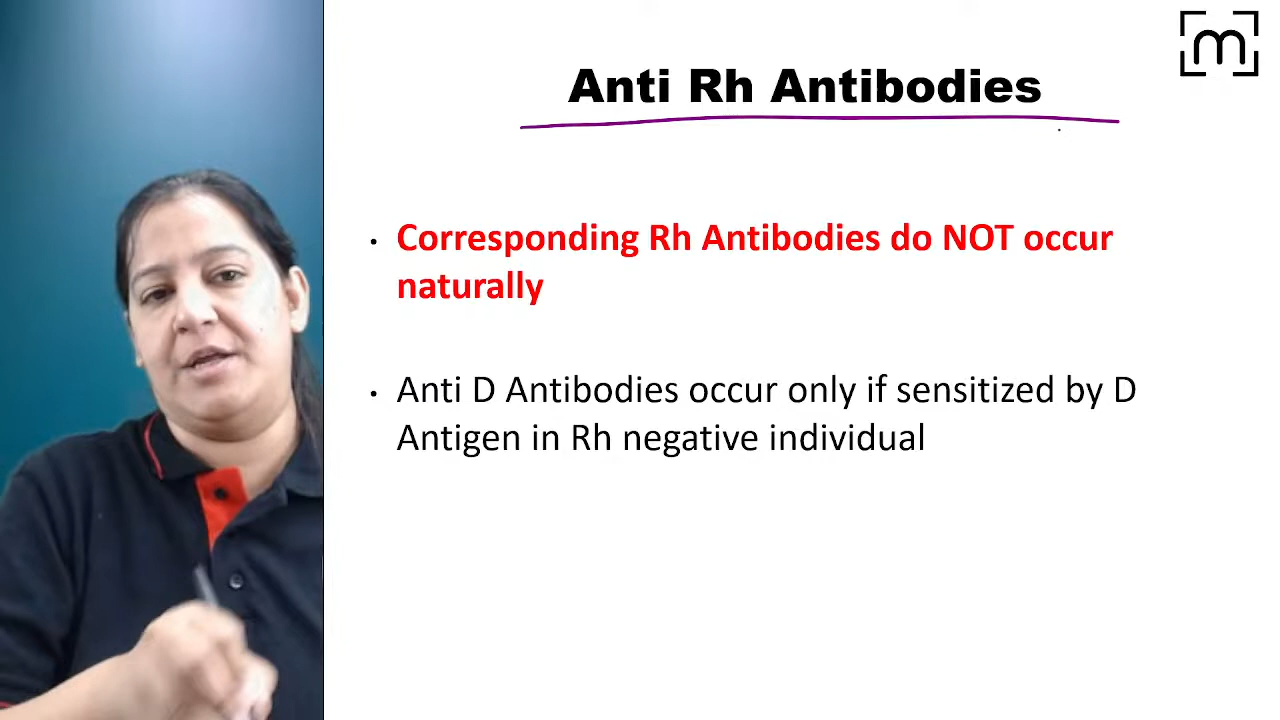 m
Anti Rh Antibodies
• Corresponding Rh Antibodies do NOT occur
naturally
• Anti D Antibodies occur only if sensitized by D
Antigen in Rh negative individual